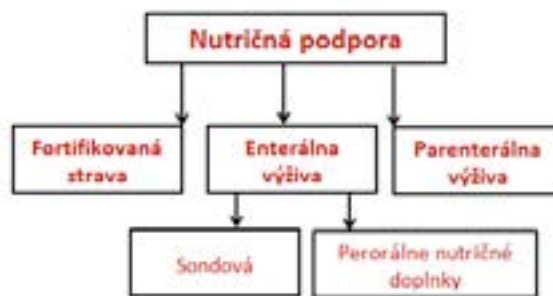 Nutričná podpora
Fortifikovaná
strava
Enterálna
výživa
Parenterálna
výživa
Sondová
Perorálne nutričné
doplnky